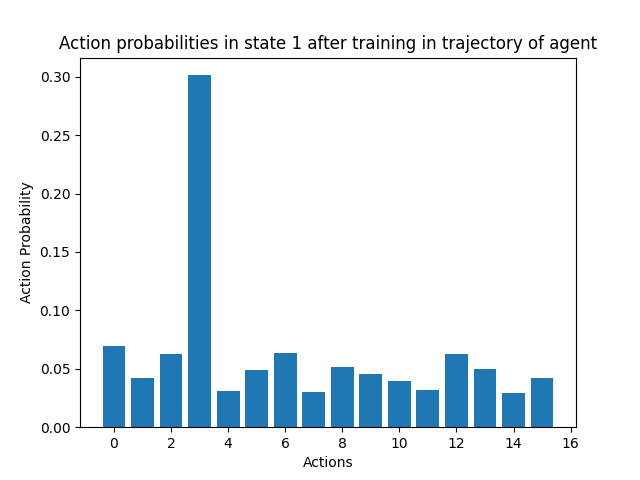 Action probabilities in state 1 after training in trajectory of agent
0.30
0.25
0.20
0.15
0.10
0.05
0.00
Action Probability
0 2 4 6 8 10 12 14 16
Actions